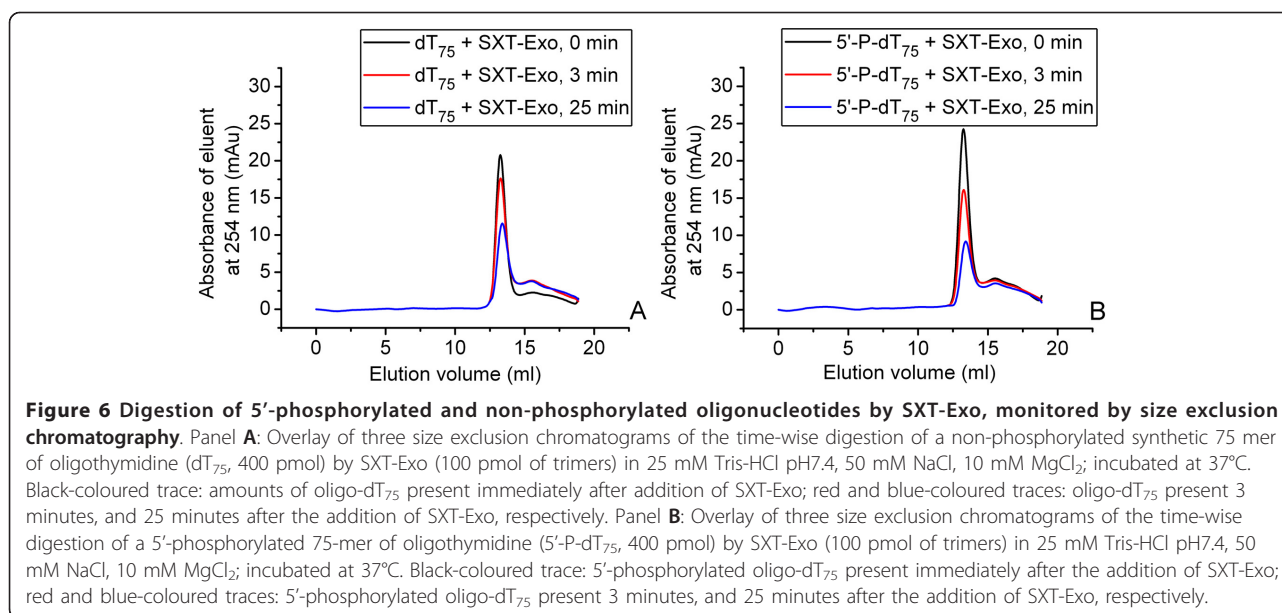 dT75 + SXT-Exo, 0 min
dT75 + SXT-Exo, 3 min
dT75 + SXT-Exo, 25 min
30
25
20
15
10
5
0
Absorbance of eluent
at 254 nm (mAu)
0 5 10 15 20
Elution volume (ml)
A
5'-P-dT75 + SXT-Exo, 0 min
5'-P-dT75 + SXT-Exo, 3 min
5'-P-dT75 + SXT-Exo, 25 min
30
25
20
15
10
5
0
Absorbance of eluent
at 254 nm (mAu)
0 5 10 15 20
Elution volume (ml)
B
Figure 6 Digestion of 5′-phosphorylated and non-phosphorylated oligonucleotides by SXT-Exo, monitored by size exclusion
chromatography. Panel A: Overlay of three size exclusion chromatograms of the time-wise digestion of a non-phosphorylated synthetic 75 mer
of oligothymidine (dT75, 400 pmol) by SXT-Exo (100 pmol of trimers) in 25 mM Tris-HCl pH7.4, 50 mM NaCl, 10 mM MgCl2; incubated at 37°C.
Black-coloured trace: amounts of oligo-dT75 present immediately after addition of SXT-Exo; red and blue-coloured traces: oligo-dT75 present 3
minutes, and 25 minutes after the addition of SXT-Exo, respectively. Panel B: Overlay of three size exclusion chromatograms of the time-wise
digestion of a 5′-phosphorylated 75-mer of oligothymidine (5′-P-dT75, 400 pmol) by SXT-Exo (100 pmol of trimers) in 25 mM Tris-HCl pH7.4, 50
mM NaCl, 10 mM MgCl2; incubated at 37°C. Black-coloured trace: 5′-phosphorylated oligo-dT75 present immediately after the addition of SXT-Exo;
red and blue-coloured traces: 5′-phosphorylated oligo-dT75 present 3 minutes, and 25 minutes after the addition of SXT-Exo, respectively.